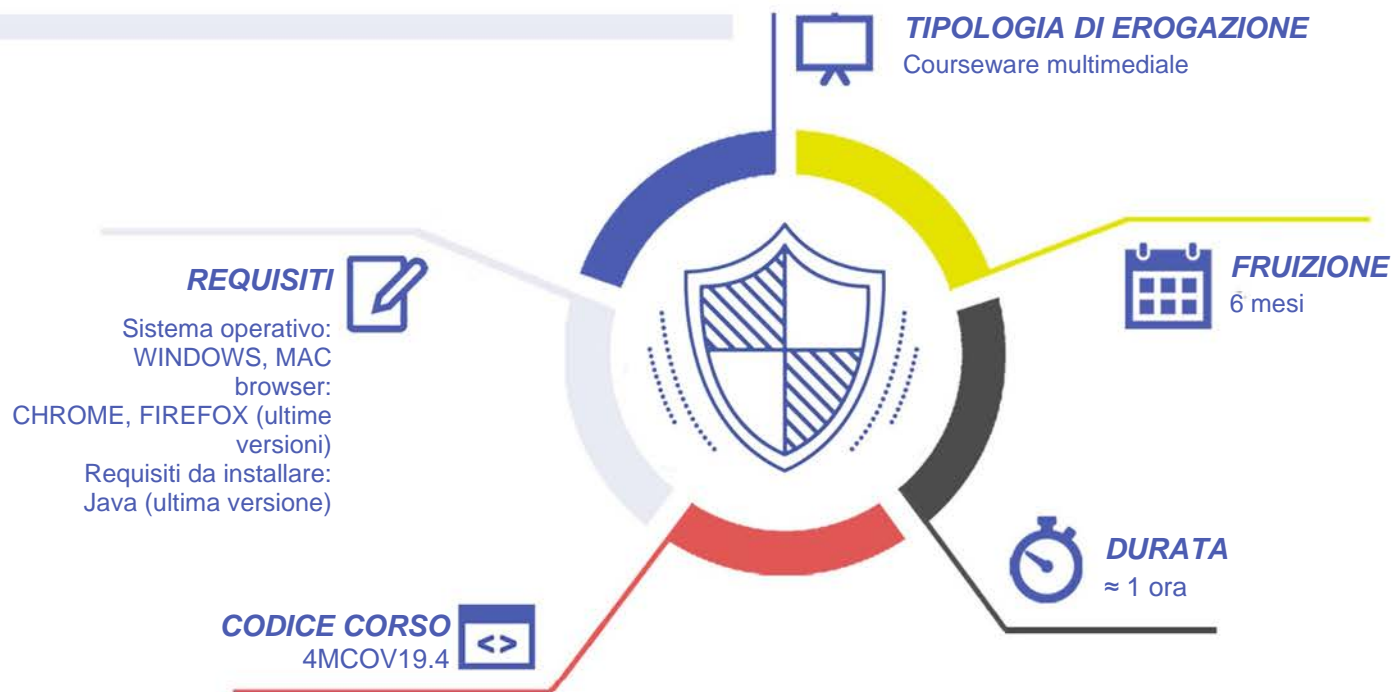 TIPOLOGIA DI EROGAZIONE
Courseware multimediale
REQUISITI
Sistema operativo:
WINDOWS, MAC
browser:
CHROME, FIREFOX (ultime
versioni)
Requisiti da installare:
Java (ultima versione)
FRUIZIONE
6 mesi
DURATA
≈ 1 ora
CODICE CORSO
4MCOV19.4
<>